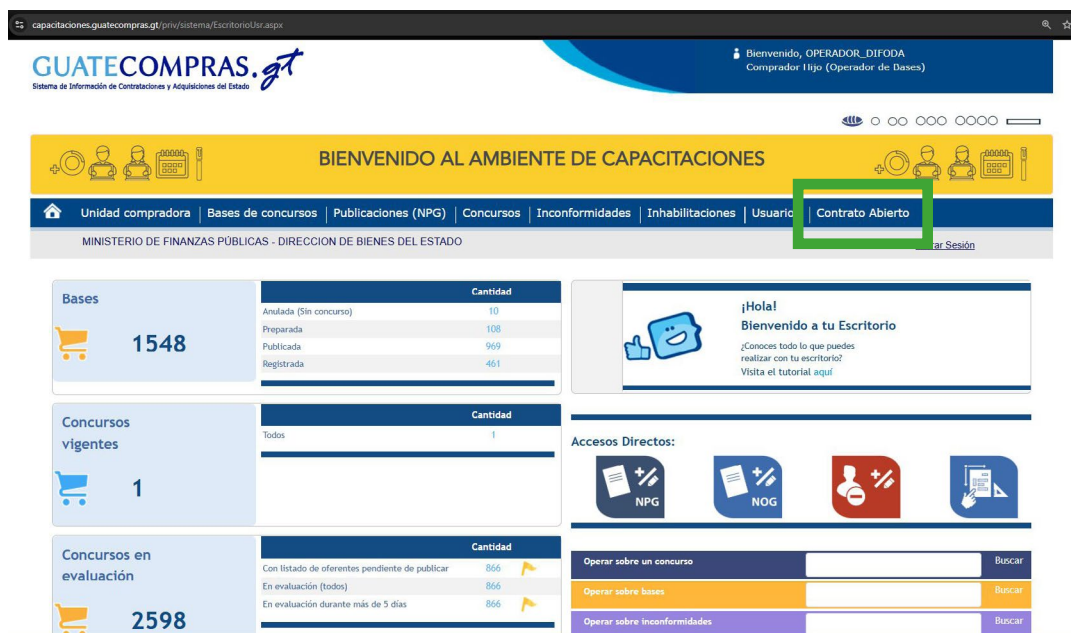 capacitaciones.guatecompras.gt/priv/sistema/EscritorioUsr.aspx
GUATECOMPRAS.gt
Sistema de Información de Contrataciones y Adquisiciones del Estado
Bienvenido, OPERADOR_DIFODA
Comprador Hijo (Operador de Bases)
BIENVENIDO AL AMBIENTE DE CAPACITACIONES
Unidad compradora | Bases de concursos | Publicaciones (NPG) | Concursos | Inconformidades | Inhabilitaciones | Usuario | Contrato Abierto
MINISTERIO DE FINANZAS PÚBLICAS - DIRECCION DE BIENES DEL ESTADO
ar Sesión
Bases
1548
Cantidad
Anulada (Sin concurso) 10
Preparada 108
Publicada 969
Registrada 461
¡Hola!
Bienvenido a tu Escritorio
¿Conoces todo lo que puedes
realizar con tu escritorio?
Visita el tutorial aquí
Concursos
vigentes
1
Cantidad
Todos 1
Accesos Directos:
NPG
NOG
Concursos en
evaluación
2598
Cantidad
Con listado de oferentes pendiente de publicar 866
En evaluación (todos) 866
En evaluación durante más de 5 días 866
Operar sobre un concurso Buscar
Operar sobre bases Buscar
Operar sobre inconformidades Buscar